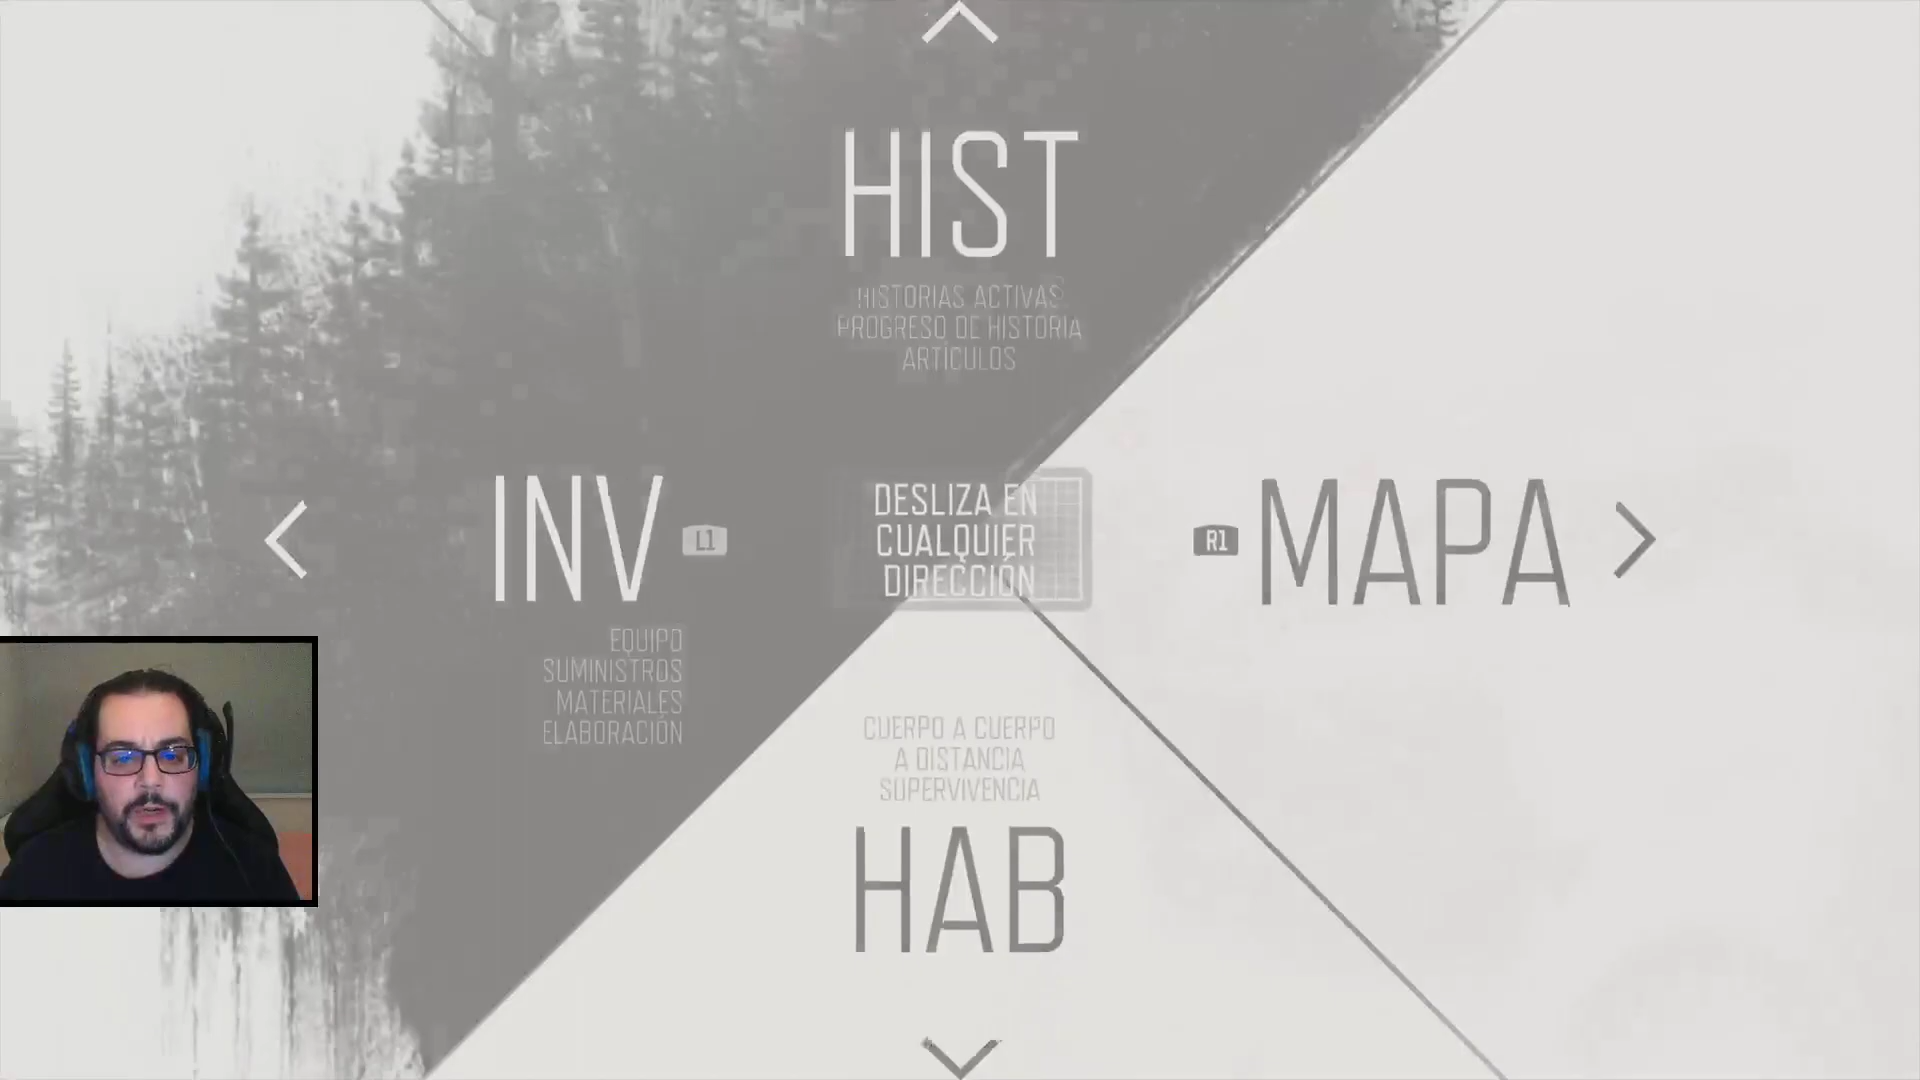 HIST
HISTORIAS ACTIVAS
PROGRESO DE HISTORIA
ARTÍCULOS
INV
L1
EQUIPO
SUMINISTROS
MATERIALES
ELABORACIÓN
DESLIZA EN
CUALQUIER
DIRECCIÓN
R1
MAPA
CUERPO A CUERPO
A DISTANCIA
SUPERVIVENCIA
HAB